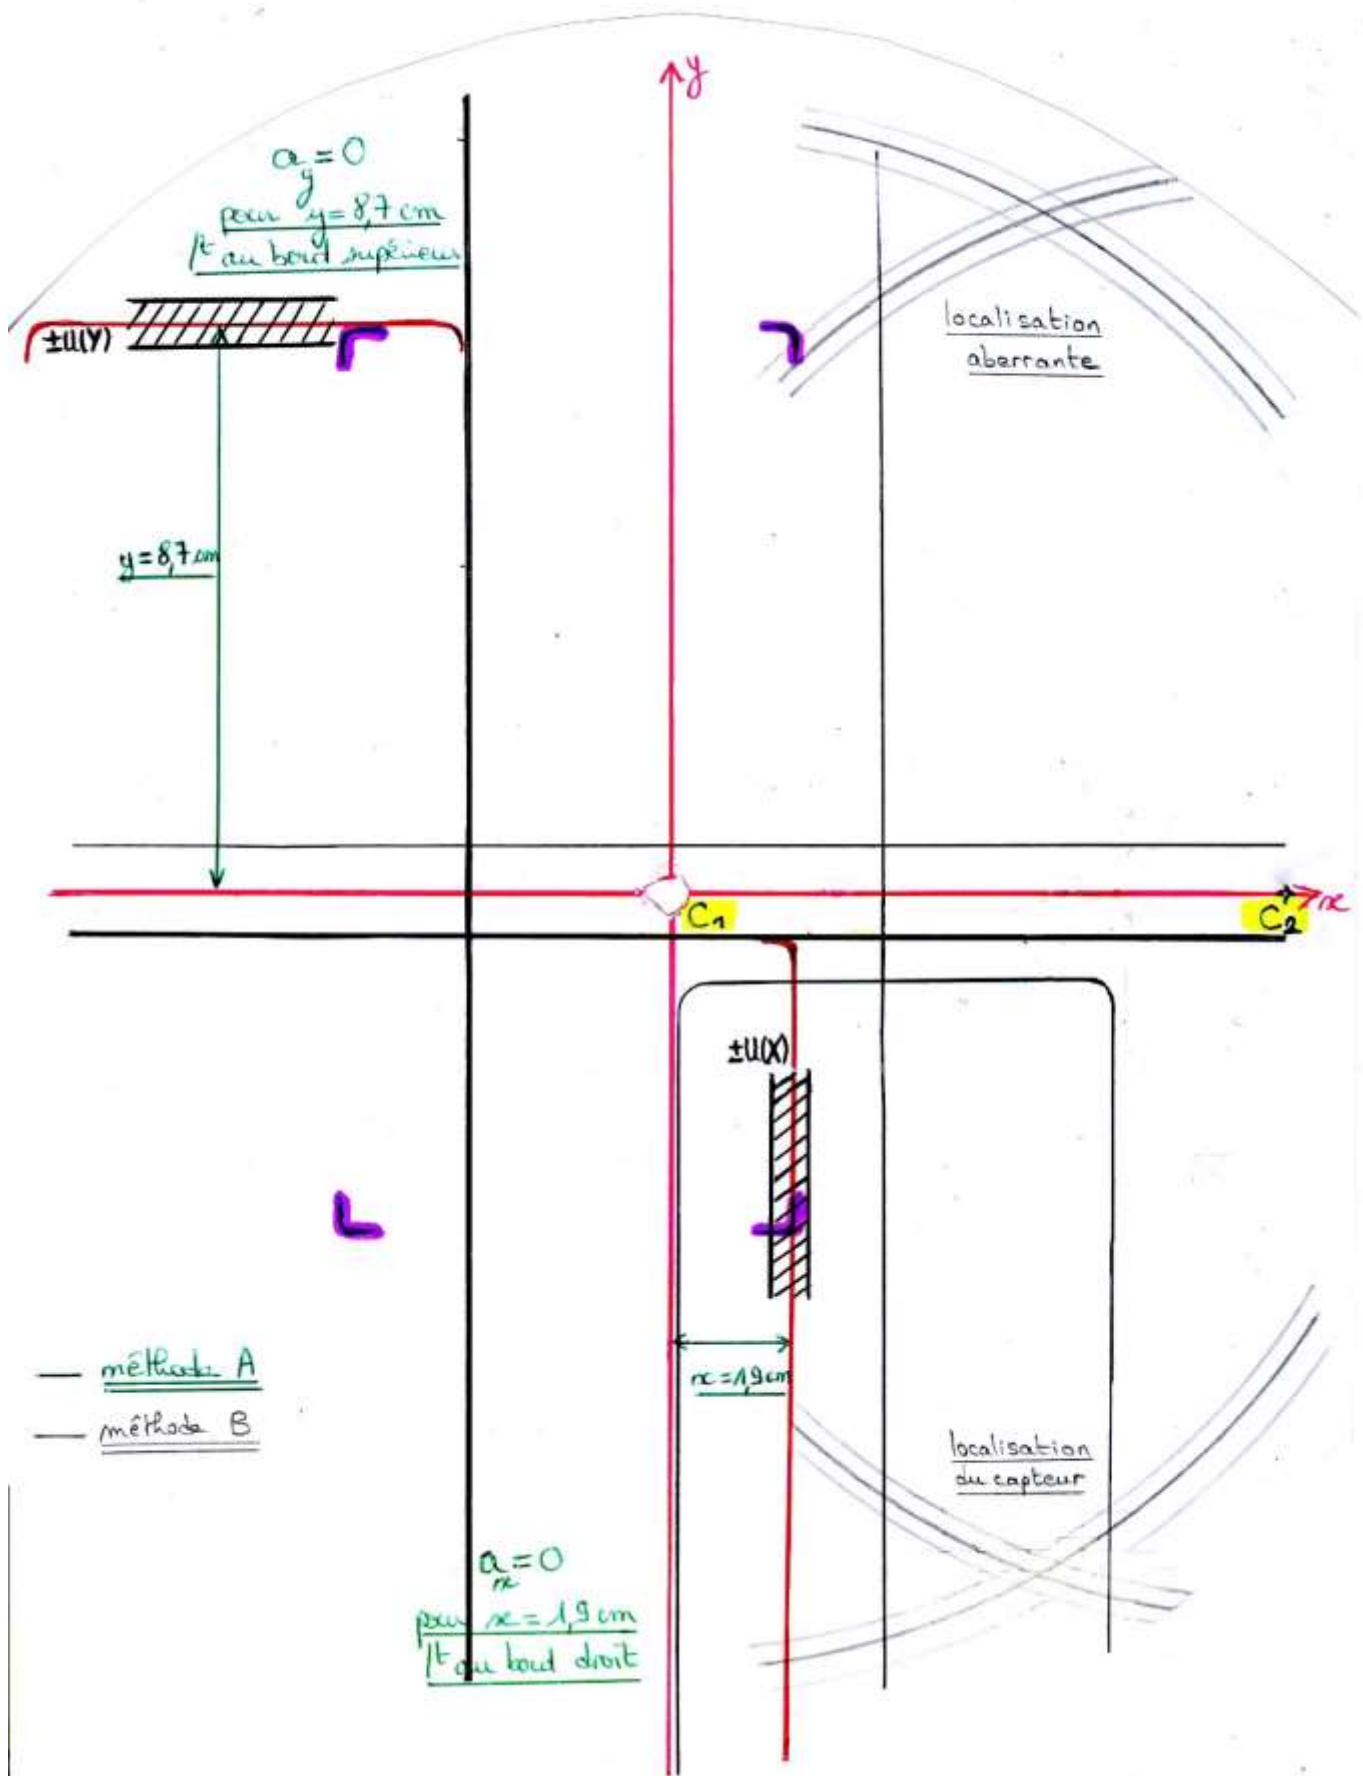 y
a_y = 0
pour y = 8,7 cm
/t au bord supérieur
±U(Y)
localisation
aberrante
y = 8,7 cm
C₁
C₂
x
±U(X)
x = 1,9 cm
méthode A
méthode B
localisation
du capteur
a_x = 0
pour x = 1,9 cm
/t au bord droit